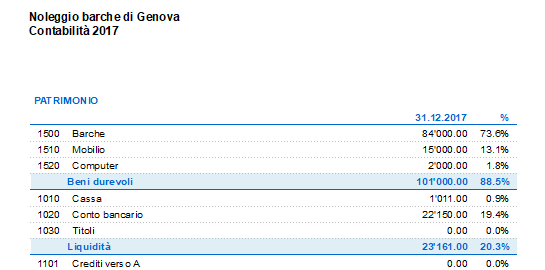 Noleggio barche di Genova
Contabilità 2017
PATRIMONIO
31.12.2017 %
1500 Barche 84'000.00 73.6%
1510 Mobilio 15'000.00 13.1%
1520 Computer 2'000.00 1.8%
Beni durevoli 101'000.00 88.5%
1010 Cassa 1'011.00 0.9%
1020 Conto bancario 22'150.00 19.4%
1030 Titoli 0.00 0.0%
Liquidità 23'161.00 20.3%
1101 Crediti verso A 0.00 0.0%